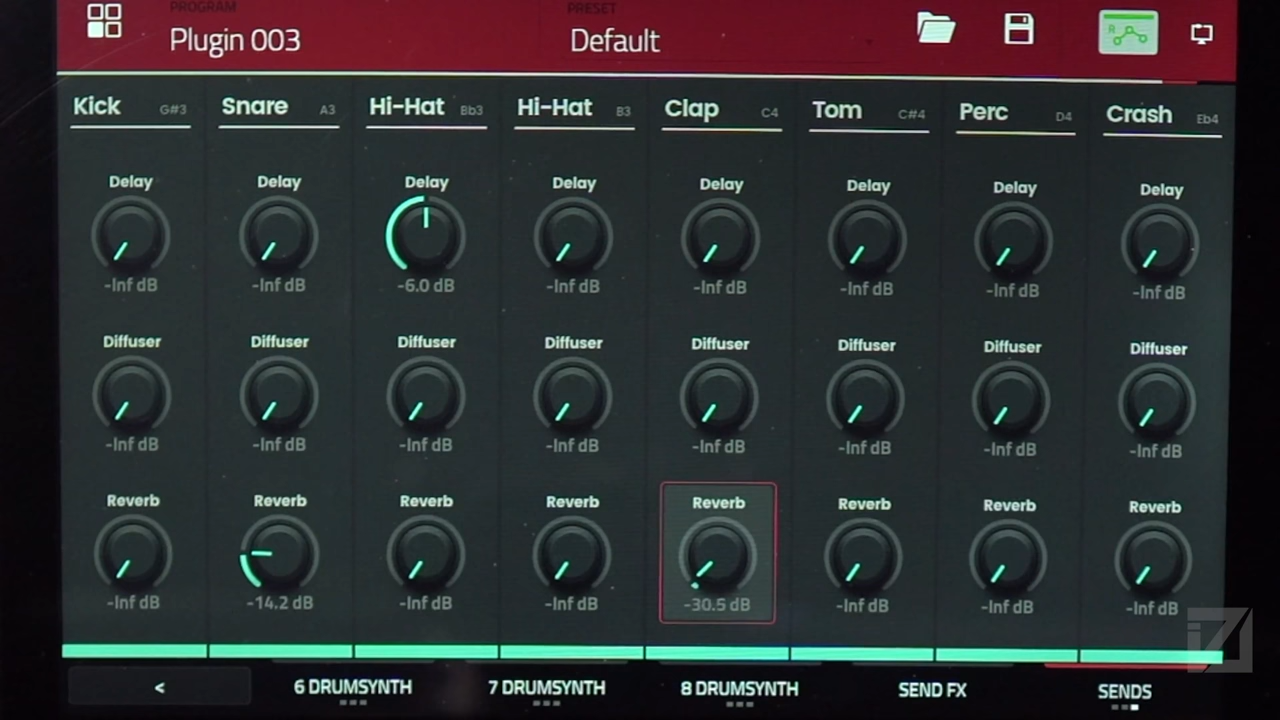 PROGRAM PRESET
Plugin 003 Default
Kick G#3 Snare A3 Hi-Hat Bb3 Hi-Hat B3 Clap C4 Tom C#4 Perc D4 Crash Eb4
Delay Delay Delay Delay Delay Delay Delay Delay
-Inf dB -Inf dB -6.0 dB -Inf dB -Inf dB -Inf dB -Inf dB -Inf dB
Diffuser Diffuser Diffuser Diffuser Diffuser Diffuser Diffuser Diffuser
-Inf dB -Inf dB -Inf dB -Inf dB -Inf dB -Inf dB -Inf dB -Inf dB
Reverb Reverb Reverb Reverb Reverb Reverb Reverb Reverb
-Inf dB -14.2 dB -Inf dB -Inf dB -30.5 dB -Inf dB -Inf dB -Inf dB
< 6 DRUMSYNTH 7 DRUMSYNTH 8 DRUMSYNTH SEND FX SENDS